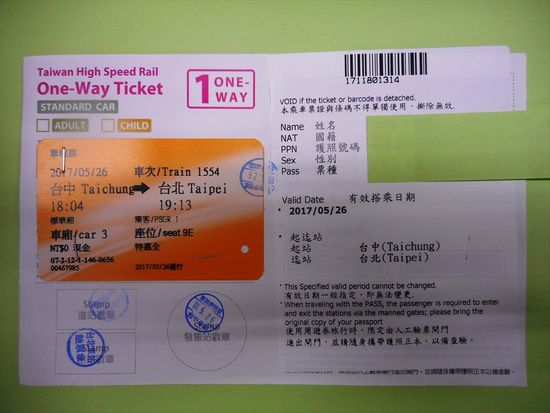 Taiwan High Speed Rail
One-Way Ticket
STANDARD CAR
ADULT
CHILD
1 ONE-WAY
2017/05/26 車次/Train 1554
台中 Taichung 台北 Taipei
18:04 19:13
標準廂 乘客/PSGR 1
車廂/car 3 座位/seat 9E
NT$0 現金 特惠全
07-2-12-1-146-0656
00467985 2017/05/26發行
Stamp
進站戳章
Stamp
發售站戳章
1711801314
VOID if the ticket or barcode is detached.
本乘車票證與條碼不得單獨使用，撕除無效.
Name 姓名
NAT 國籍
PPN 護照號碼
Sex 性別
Pass 票種
Valid Date 有效搭乘日期
* 2017/05/26
* 起迄站
起站 台中(Taichung)
迄站 台北(Taipei)
* This Specified valid period cannot be changed.
有效日期一經指定，即無法變更.
* When traveling with the PASS, the passenger is required to enter
and exit the stations via the manned gates; please bring the
original copy of your passport
使用周遊券旅行時，限定由人工驗票閘門
進出閘門，並請隨身攜帶護照正本，以備查驗.